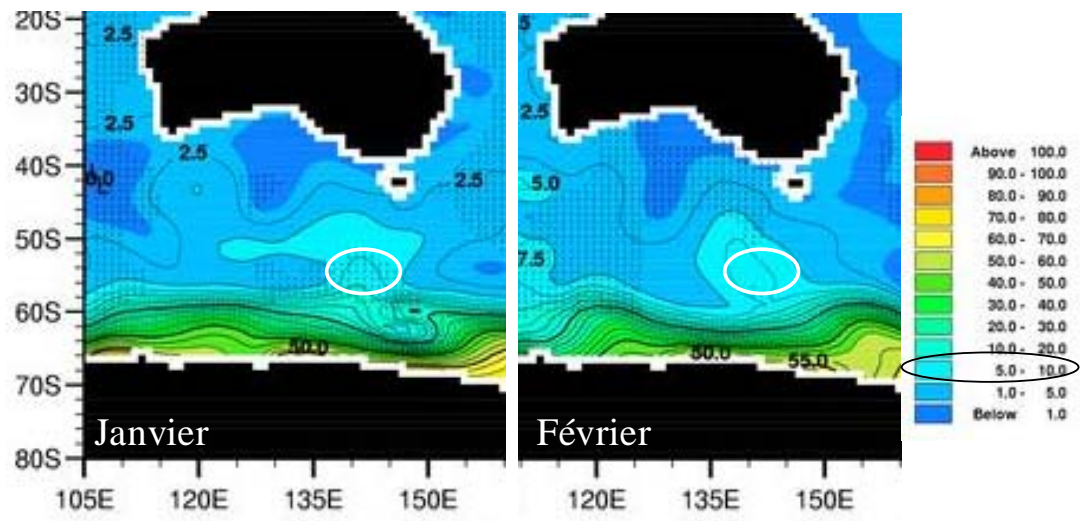 20S
30S
40S
50S
60S
70S
80S
105E 120E 135E 150E
2.5
2.5
2.5
2.5
50.0
Janvier
120E 135E 150E
2.5
5.0
7.5
50.0
55.0
Février
Above 100.0
90.0 - 100.0
80.0 - 90.0
70.0 - 80.0
60.0 - 70.0
50.0 - 60.0
40.0 - 50.0
30.0 - 40.0
20.0 - 30.0
10.0 - 20.0
5.0 - 10.0
1.0 - 5.0
Below 1.0